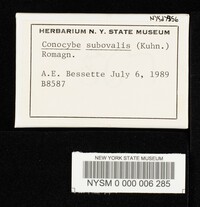 HERBARIUM N. Y. STATE MUSEUM
Conocybe subovalis (Kuhn.)
Romagn.
A.E. Bessette July 6, 1989
B8587
NEW YORK STATE MUSEUM
NYSM 0 000 006 285